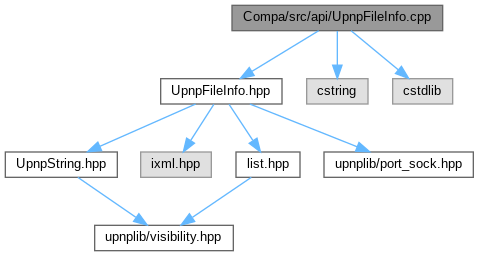 Compa/src/api/UpnpFileInfo.cpp
UpnpFileInfo.hpp
cstring
cstdlib
UpnpString.hpp
ixml.hpp
list.hpp
upnplib/port_sock.hpp
upnplib/visibility.hpp